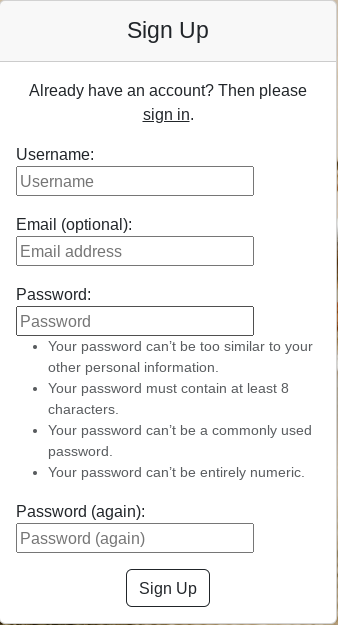 Sign Up
Already have an account? Then please
sign in.
Username:
Username
Email (optional):
Email address
Password:
Password
• Your password can’t be too similar to your
other personal information.
• Your password must contain at least 8
characters.
• Your password can’t be a commonly used
password.
• Your password can’t be entirely numeric.
Password (again):
Password (again)
Sign Up